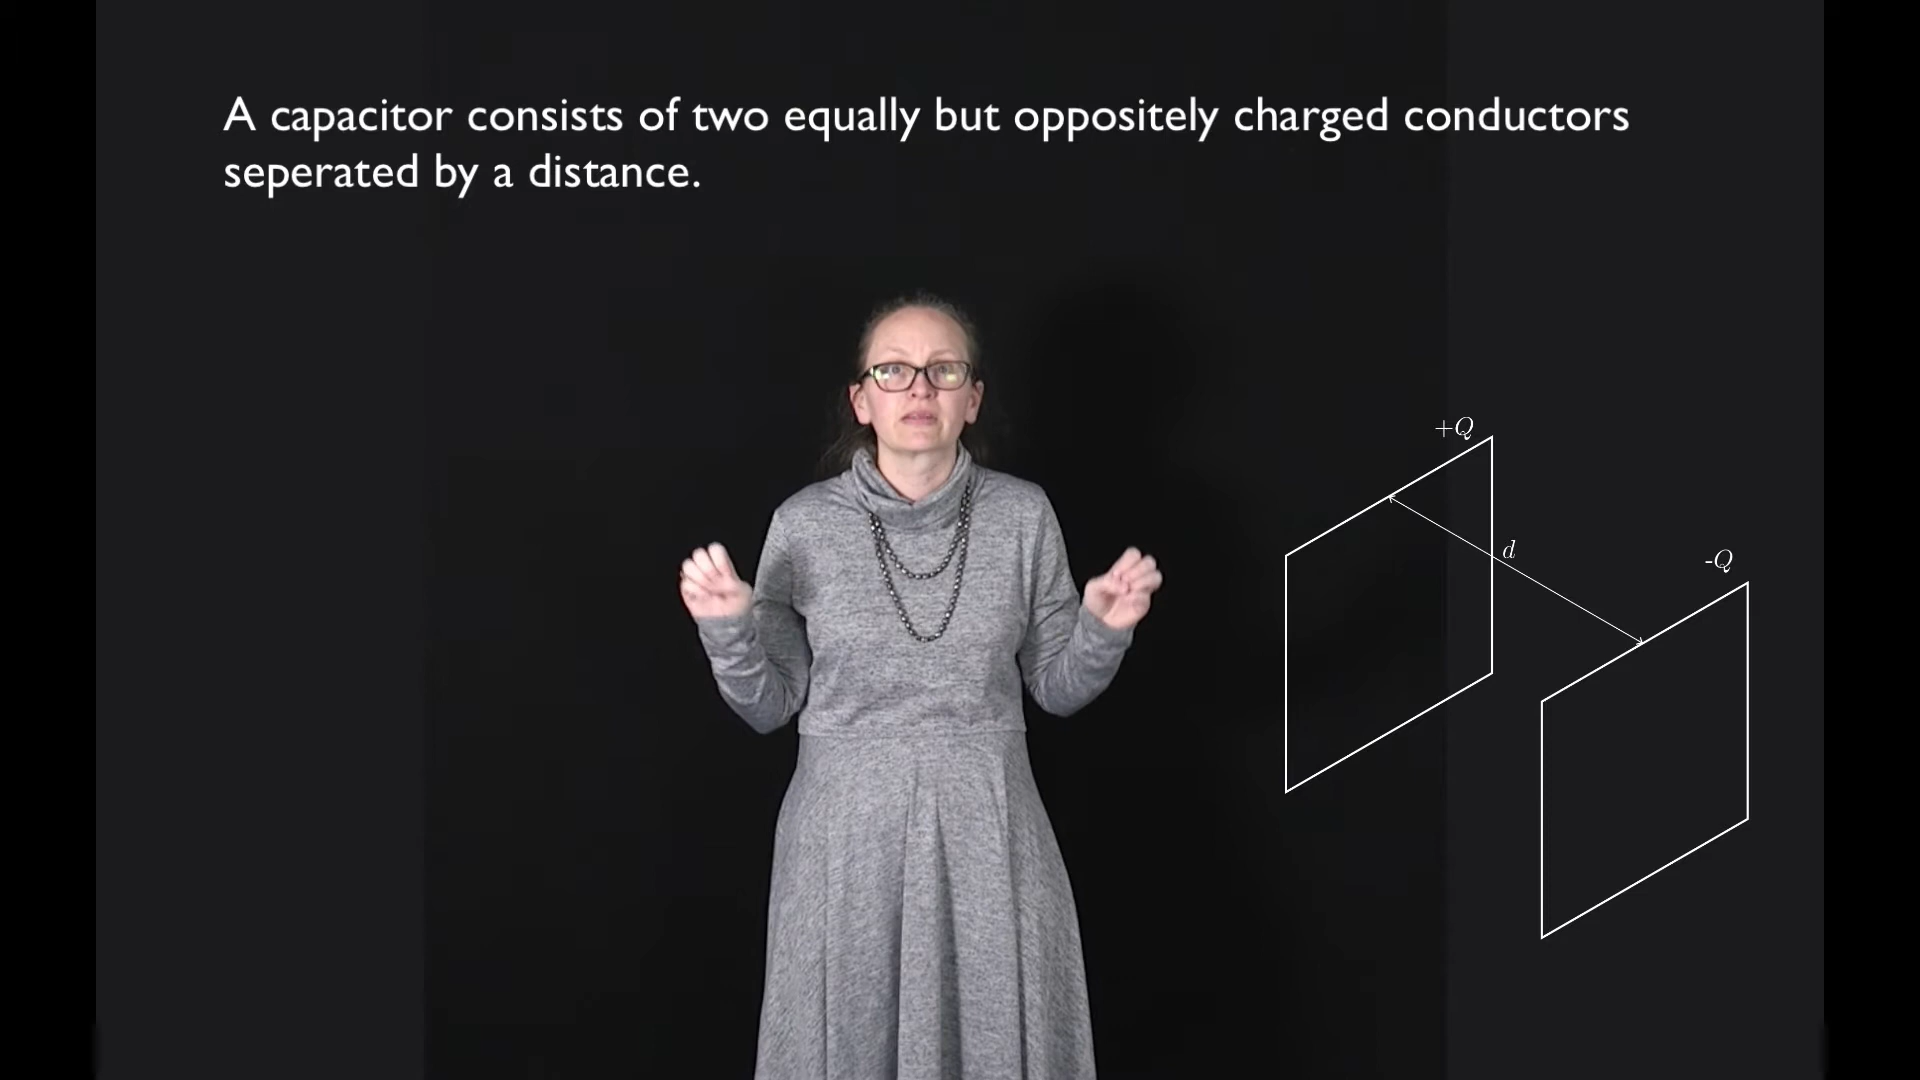 A capacitor consists of two equally but oppositely charged conductors
seperated by a distance.
+Q
d
-Q